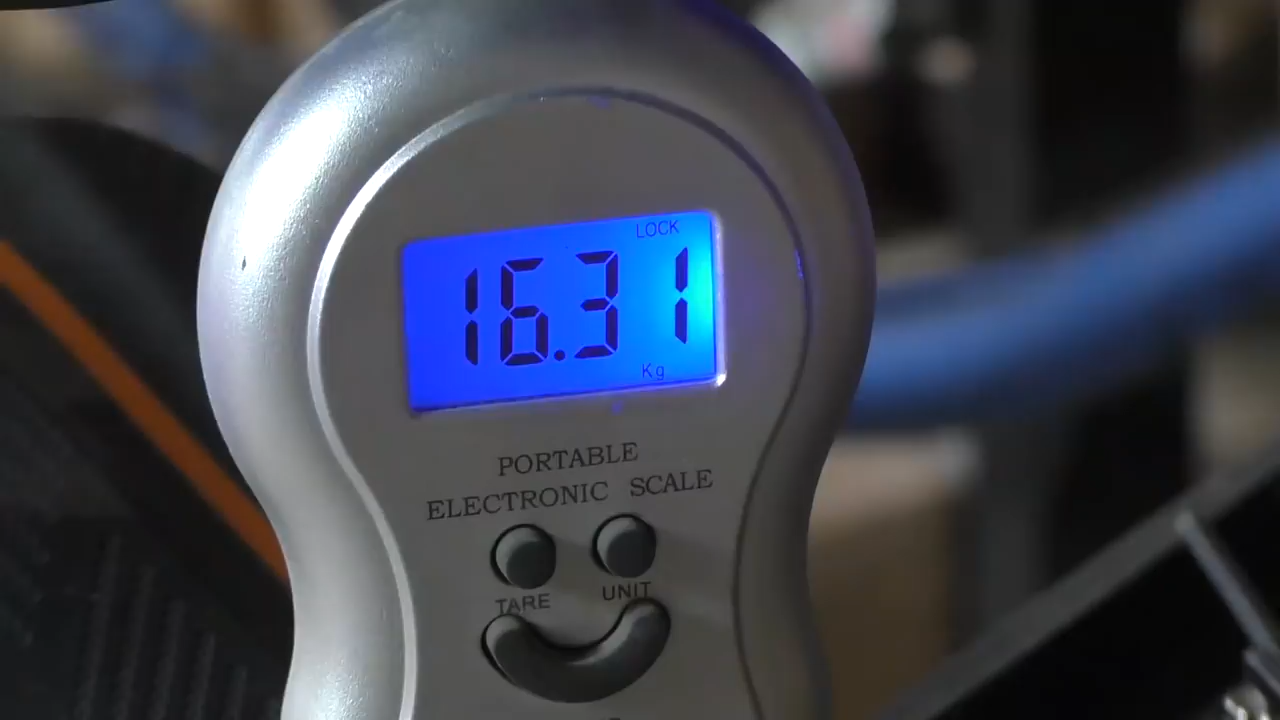 LOCK
16.31
Kg
PORTABLE
ELECTRONIC SCALE
TARE UNIT